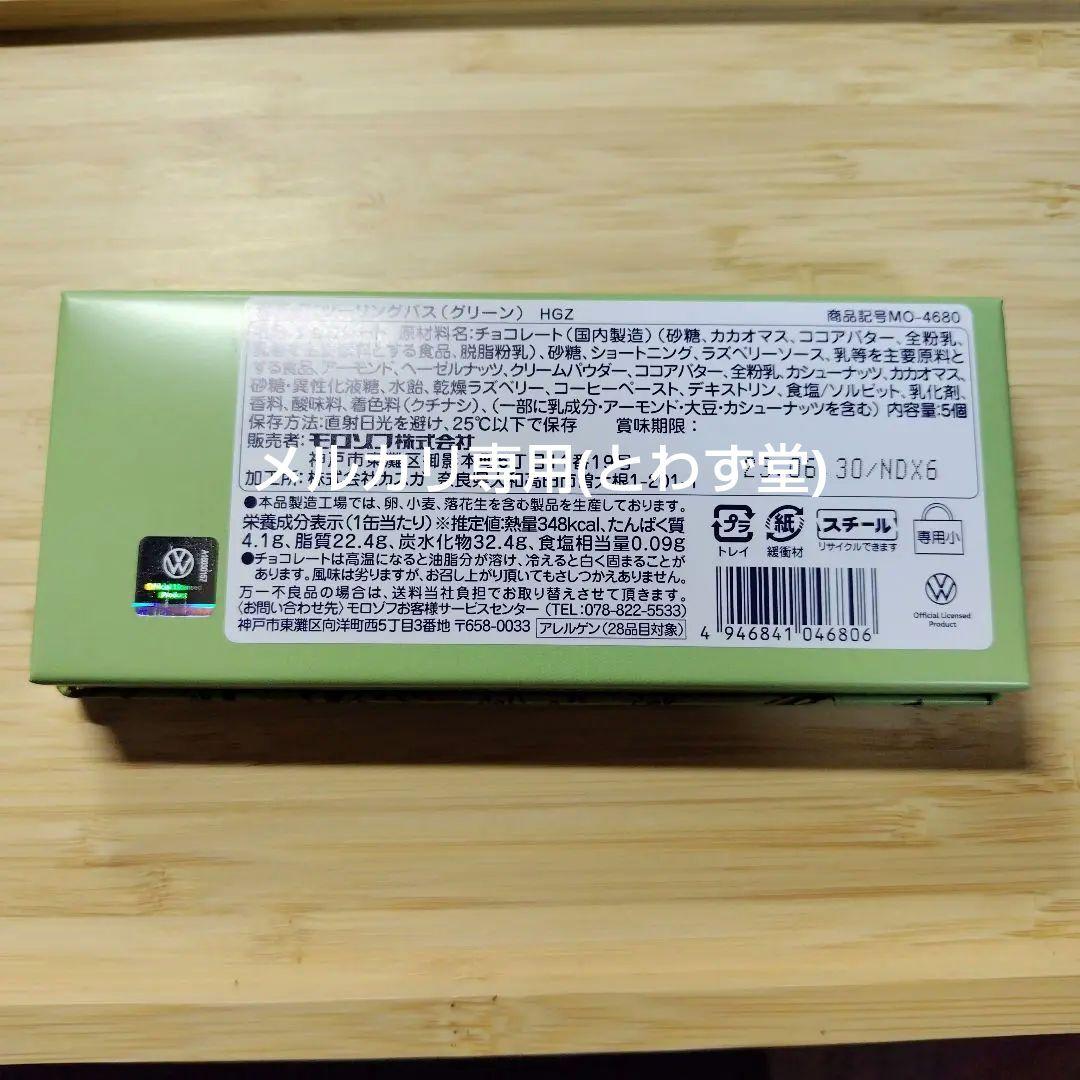 ツーリングバス(グリーン) HGZ 商品記号MO-4680
原材料名:チョコレート(国内製造)(砂糖、カカオマス、ココアバター、全粉乳、
とする食品、脱脂粉乳)、砂糖、ショートニング、ラズベリーソース、乳等を主要原料と
する食品、アーモンド、ヘーゼルナッツ、クリームパウダー、ココアバター、全粉乳、カシューナッツ、カカオマス、
砂糖・異性化液糖、水飴、乾燥ラズベリー、コーヒーペースト、デキストリン、食塩/ソルビット、乳化剤、
香料、酸味料、着色料(クチナシ)、(一部に乳成分・アーモンド・大豆・カシューナッツを含む) 内容量:5個
保存方法:直射日光を避け、25℃以下で保存 賞味期限:
販売者:モロゾフ株式会社
神戸市東灘区御影本町
メルカリ専用(とわず堂)
.30/NDX6
●本品製造工場では、卵、小麦、落花生を含む製品を生産しております。
栄養成分表示(1缶当たり)※推定値:熱量348kcal、たんぱく質
4.1g、脂質22.4g、炭水化物32.4g、食塩相当量0.09g
●チョコレートは高温になると油脂分が溶け、冷えると白く固まることが
あります。風味は劣りますが、お召し上がり頂いてもさしつかえありません。
万一不良品の場合は、送料当社負担でお取り替えさせて頂きます。
〈お問い合わせ先〉モロゾフお客様サービスセンター(TEL:078-822-5533)
神戸市東灘区向洋町西5丁目3番地 〒658-0033 アレルゲン(28品目対象)
プラ
トレイ
紙
緩衝材
スチール
リサイクルできます
専用小
4 946841 046806
Official Licensed
Product
Official Licensed
Product